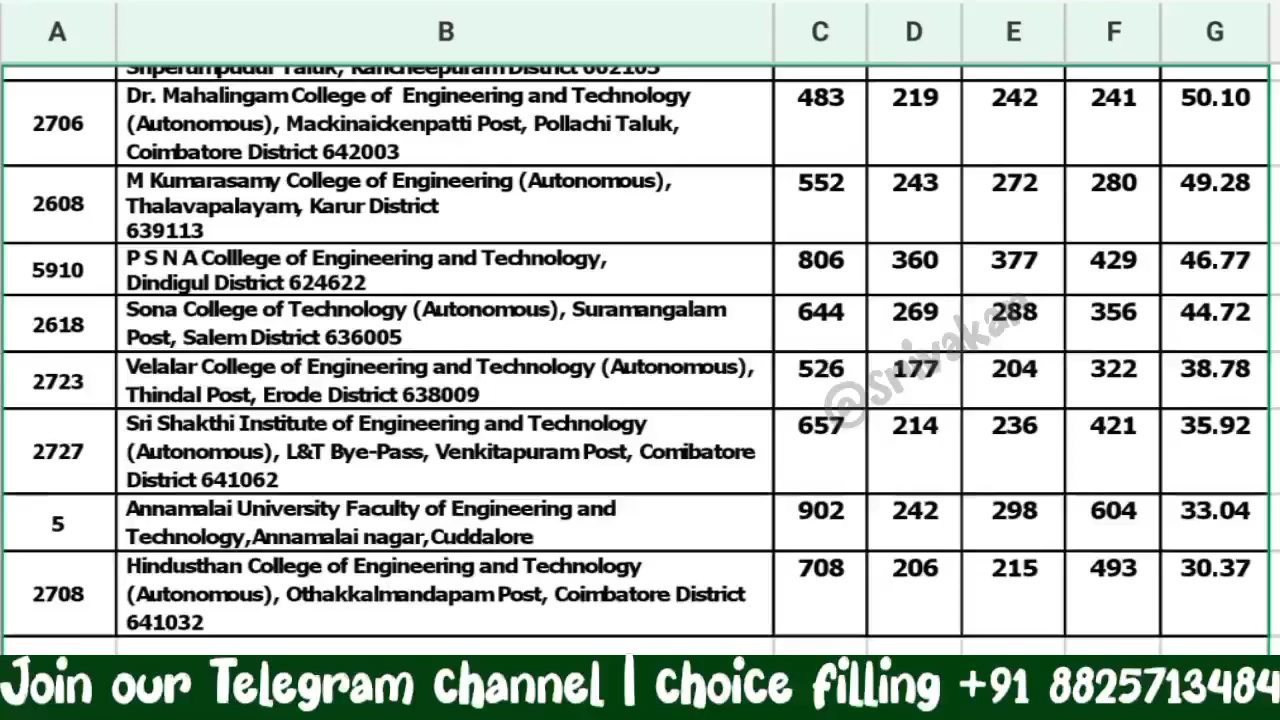 A B C D E F G
Sriperumpudur Taluk, Kancheepuram District 602105
Dr. Mahalingam College of Engineering and Technology 483 219 242 241 50.10
2706 (Autonomous), Mackinaickenpatti Post, Pollachi Taluk,
Coimbatore District 642003
M Kumarasamy College of Engineering (Autonomous), 552 243 272 280 49.28
2608 Thalavapalayam, Karur District
639113
P S N A Colllege of Engineering and Technology, 806 360 377 429 46.77
5910 Dindigul District 624622
Sona College of Technology (Autonomous), Suramangalam 644 269 288 356 44.72
2618 Post, Salem District 636005
Velalar College of Engineering and Technology (Autonomous), 526 177 204 322 38.78
2723 Thindal Post, Erode District 638009
Sri Shakthi Institute of Engineering and Technology 657 214 236 421 35.92
2727 (Autonomous), L&T Bye-Pass, Venkitapuram Post, Comibatore
District 641062
Annamalai University Faculty of Engineering and 902 242 298 604 33.04
5 Technology,Annamalai nagar,Cuddalore
Hindusthan College of Engineering and Technology 708 206 215 493 30.37
2708 (Autonomous), Othakkalmandapam Post, Coimbatore District
641032
@Srivakan
Join our Telegram channel | choice filling +91 8825713484